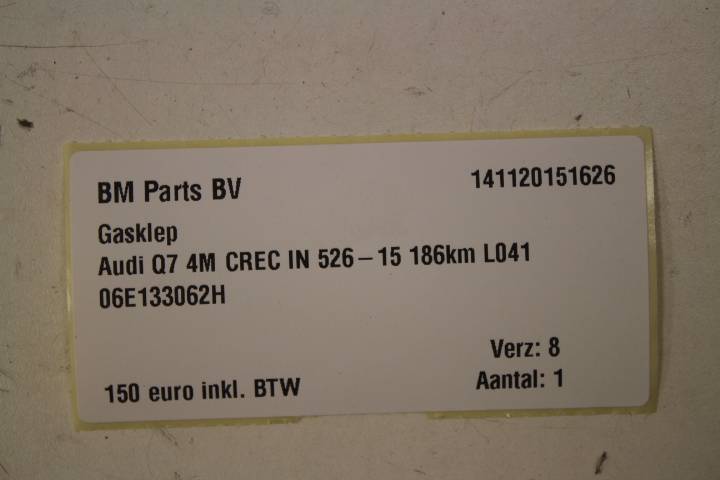 BM Parts BV 141120151626
Gasklep
Audi Q7 4M CREC IN 526–15 186km L041
06E133062H
Verz: 8
150 euro inkl. BTW Aantal: 1